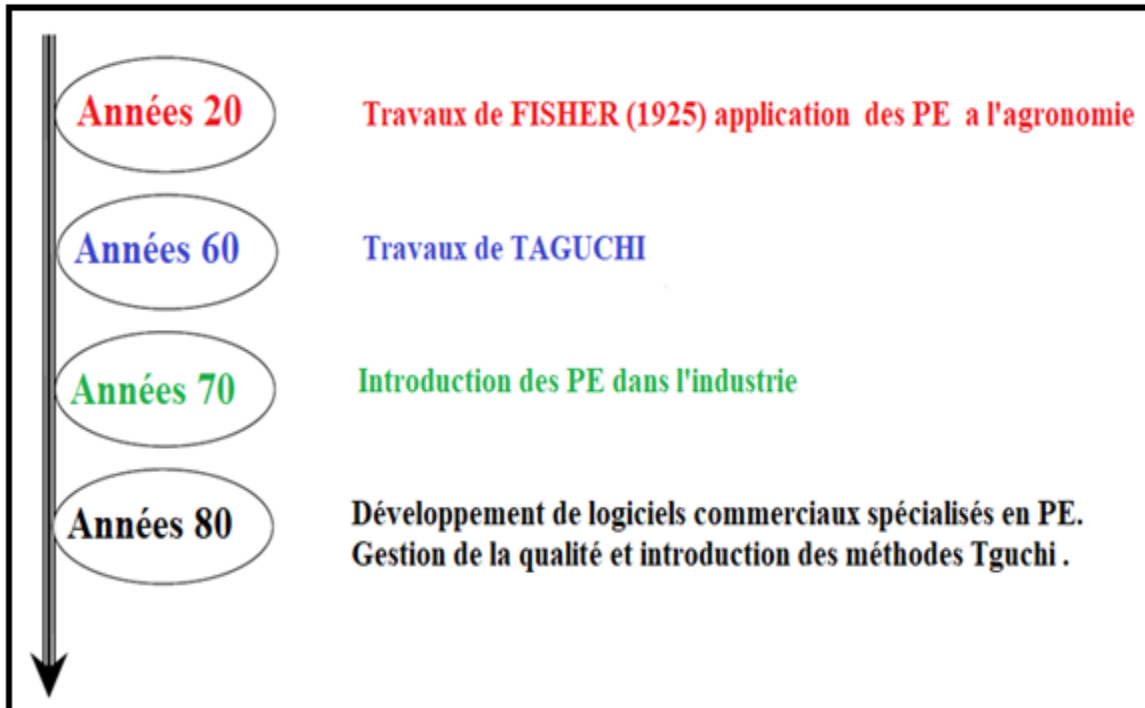 Années 20
Travaux de FISHER (1925) application des PE a l'agronomie
Années 60
Travaux de TAGUCHI
Années 70
Introduction des PE dans l'industrie
Années 80
Développement de logiciels commerciaux spécialisés en PE.
Gestion de la qualité et introduction des méthodes Tguchi .